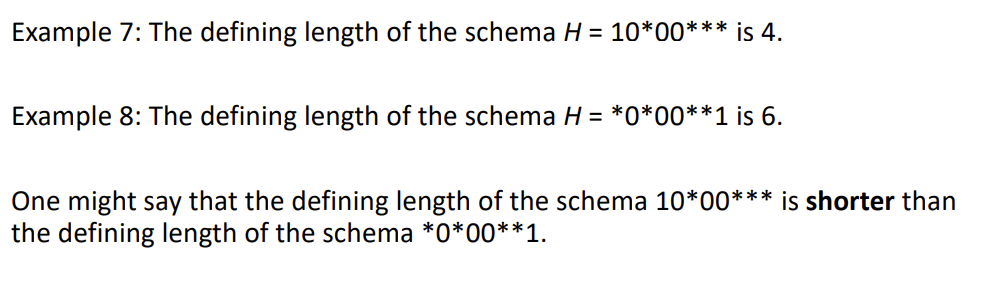 Example 7: The defining length of the schema H = 10*00*** is 4.
Example 8: The defining length of the schema H = *0*00**1 is 6.
One might say that the defining length of the schema 10*00*** is shorter than
the defining length of the schema *0*00**1.